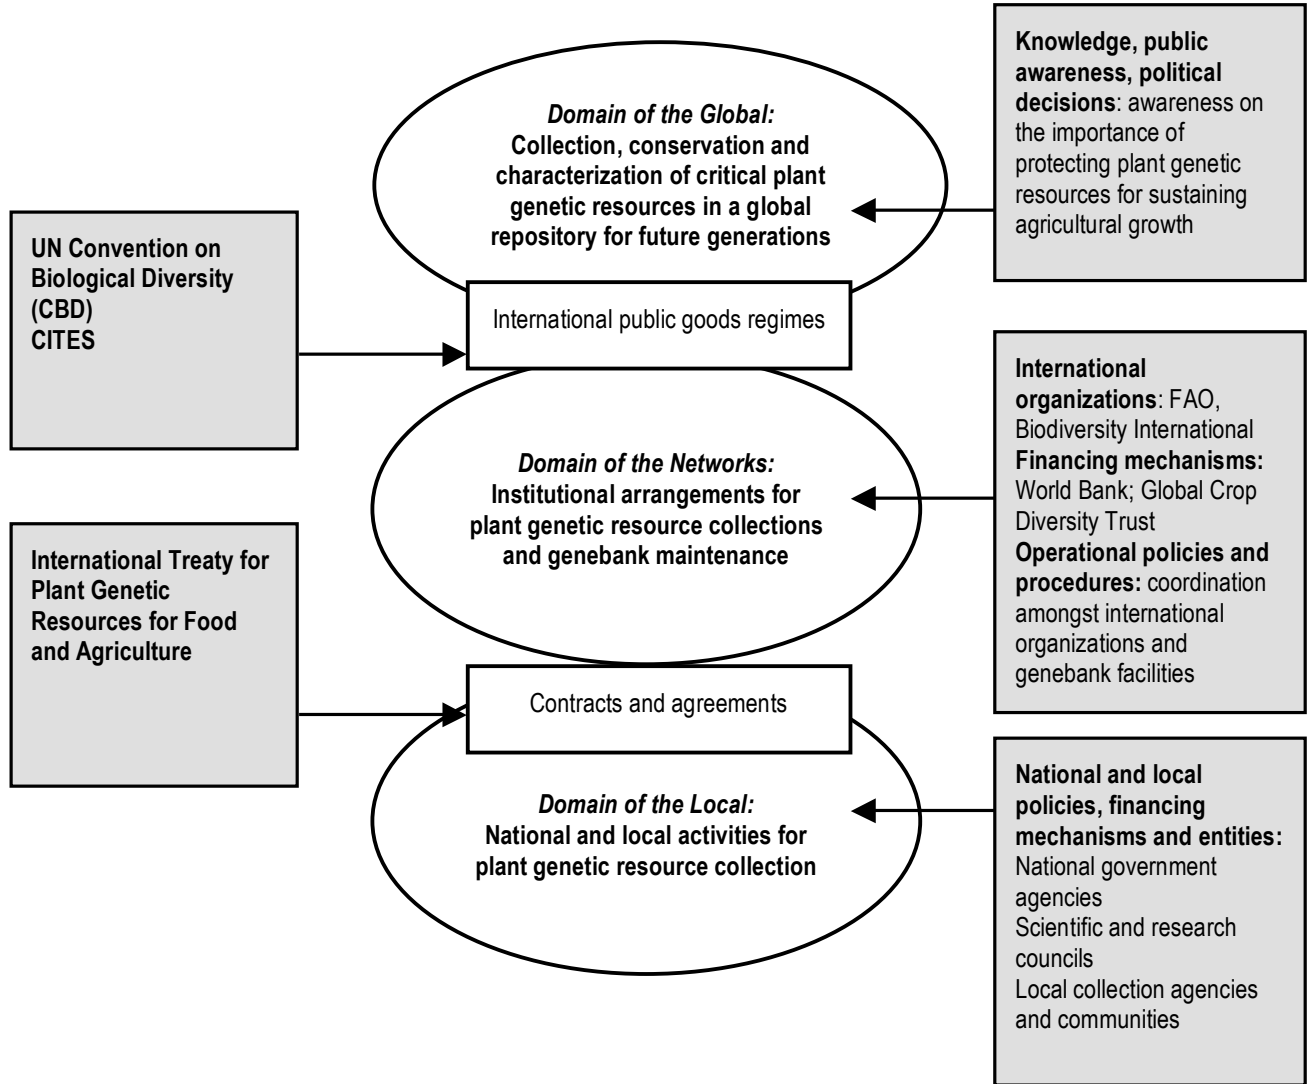 Domain of the Global:
Collection, conservation and
characterization of critical plant
genetic resources in a global
repository for future generations
Knowledge, public
awareness, political
decisions: awareness on
the importance of
protecting plant genetic
resources for sustaining
agricultural growth
UN Convention on
Biological Diversity
(CBD)
CITES
International public goods regimes
Domain of the Networks:
Institutional arrangements for
plant genetic resource collections
and genebank maintenance
International
organizations: FAO,
Biodiversity International
Financing mechanisms:
World Bank; Global Crop
Diversity Trust
Operational policies and
procedures: coordination
amongst international
organizations and
genebank facilities
International Treaty for
Plant Genetic
Resources for Food
and Agriculture
Contracts and agreements
Domain of the Local:
National and local activities for
plant genetic resource collection
National and local
policies, financing
mechanisms and entities:
National government
agencies
Scientific and research
councils
Local collection agencies
and communities